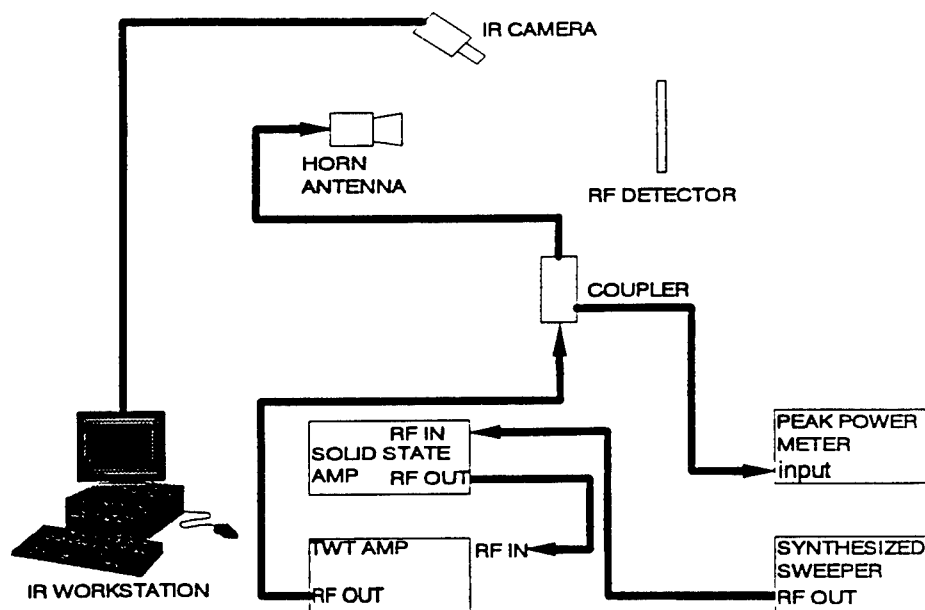 IR CAMERA
HORN
ANTENNA
RF DETECTOR
COUPLER
RF IN
SOLID STATE
AMP
RF OUT
PEAK POWER
METER
input
TWT AMP
RF IN
RF OUT
SYNTHESIZED
SWEEPER
RF OUT
IR WORKSTATION